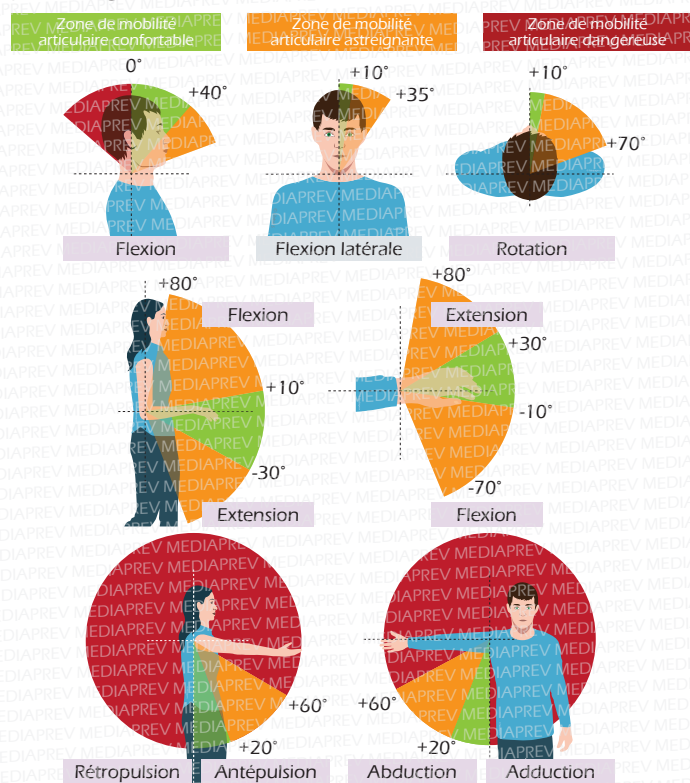 Zone de mobilité
articulaire confortable
Zone de mobilité
articulaire astreignante
Zone de mobilité
articulaire dangereuse
0°
+40°
+10°
+35°
+10°
+70°
Flexion
Flexion latérale
Rotation
+80°
Flexion
+10°
-30°
Extension
+80°
Extension
+30°
-10°
-70°
Flexion
+60°
+20°
Rétropulsion
Antépulsion
+60°
+20°
Abduction
Adduction
MEDIAPREV